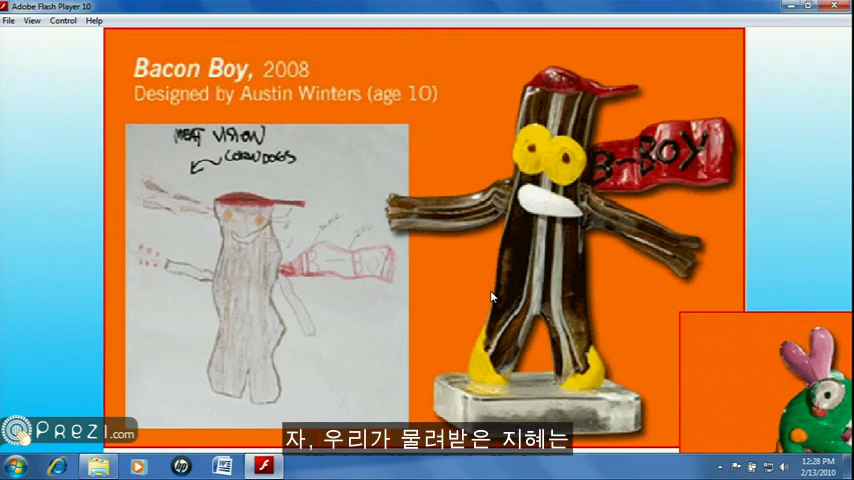 Adobe Flash Player 10
File View Control Help
Bacon Boy, 2008
Designed by Austin Winters (age 10)
MEAT VISION
CORN DOGS
B-BOY
PREZI.com
자, 우리가 물려받은 지혜는
hp
12:28 PM
2/13/2010